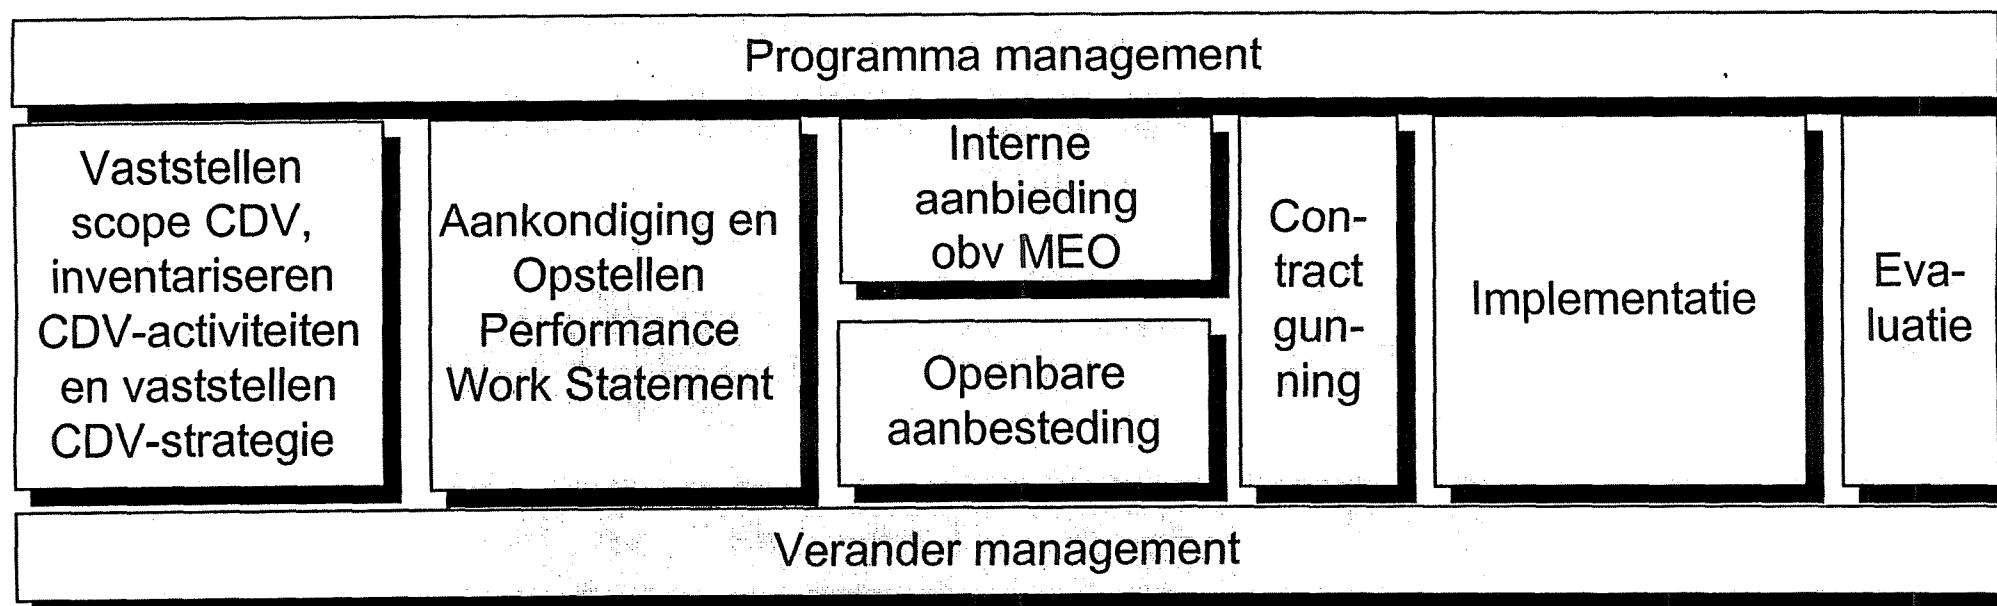 Programma management
Vaststellen
scope CDV,
inventariseren
CDV-activiteiten
en vaststellen
CDV-strategie
Aankondiging en
Opstellen
Performance
Work Statement
Interne
aanbieding
obv MEO
Openbare
aanbesteding
Con-
tract
gun-
ning
Implementatie
Eva-
luatie
Verander management